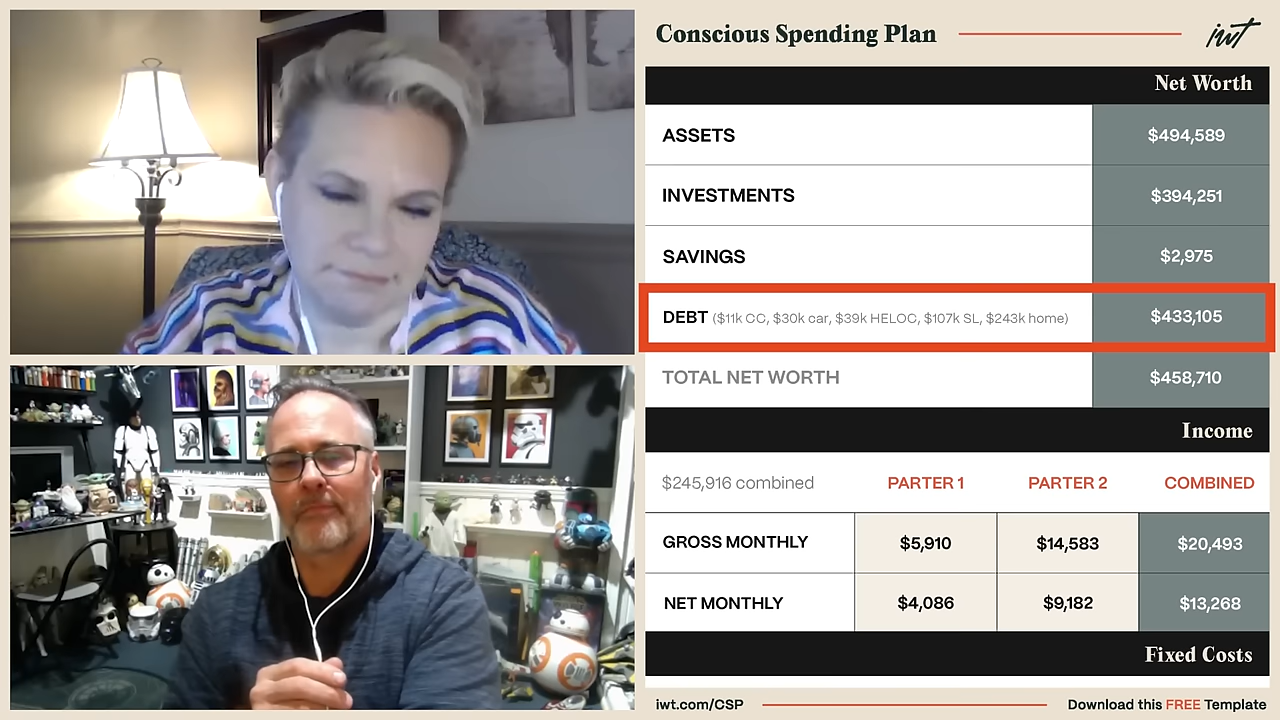 Conscious Spending Plan
iwt
Net Worth
ASSETS $494,589
INVESTMENTS $394,251
SAVINGS $2,975
DEBT ($11k CC, $30k car, $39k HELOC, $107k SL, $243k home) $433,105
TOTAL NET WORTH $458,710
Income
$245,916 combined PARTER 1 PARTER 2 COMBINED
GROSS MONTHLY $5,910 $14,583 $20,493
NET MONTHLY $4,086 $9,182 $13,268
Fixed Costs
iwt.com/CSP Download this FREE Template